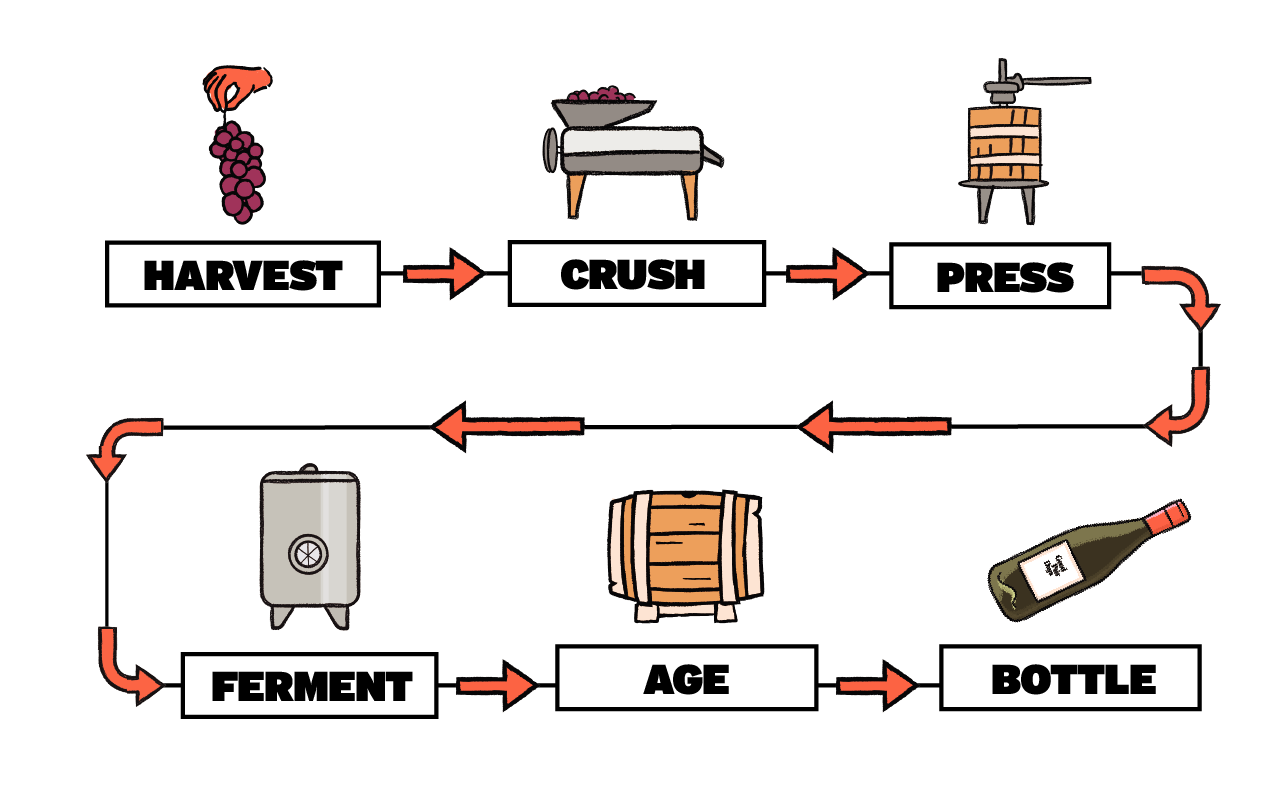 HARVEST
CRUSH
PRESS
FERMENT
AGE
BOTTLE